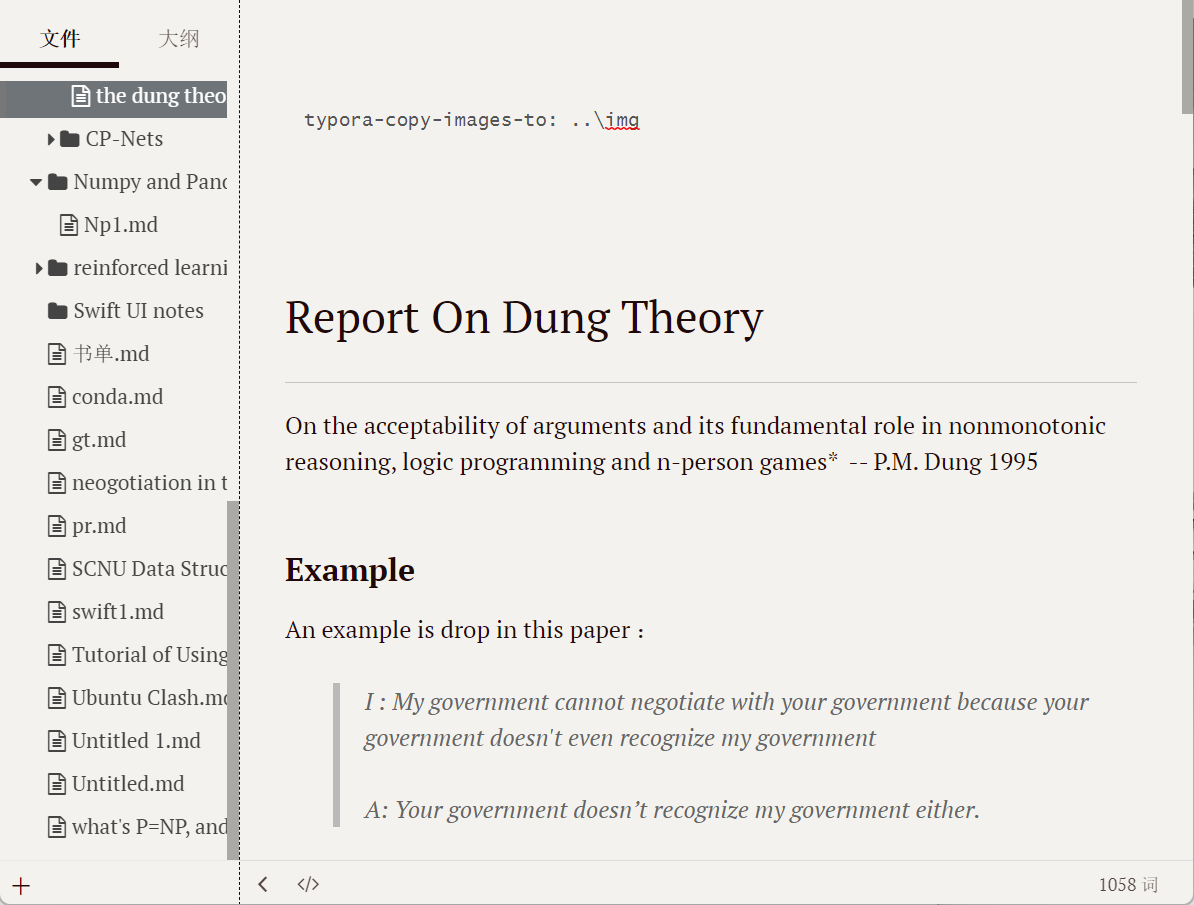 文件 大纲
the dung theo
CP-Nets
Numpy and Pand
Np1.md
reinforced learni
Swift UI notes
书单.md
conda.md
gt.md
neogotiation in t
pr.md
SCNU Data Struc
swift1.md
Tutorial of Using
Ubuntu Clash.md
Untitled 1.md
Untitled.md
what's P=NP, and
typora-copy-images-to: ..\img
Report On Dung Theory
On the acceptability of arguments and its fundamental role in nonmonotonic
reasoning, logic programming and n-person games* -- P.M. Dung 1995
Example
An example is drop in this paper :
I : My government cannot negotiate with your government because your
government doesn't even recognize my government
A: Your government doesn’t recognize my government either.
1058 词